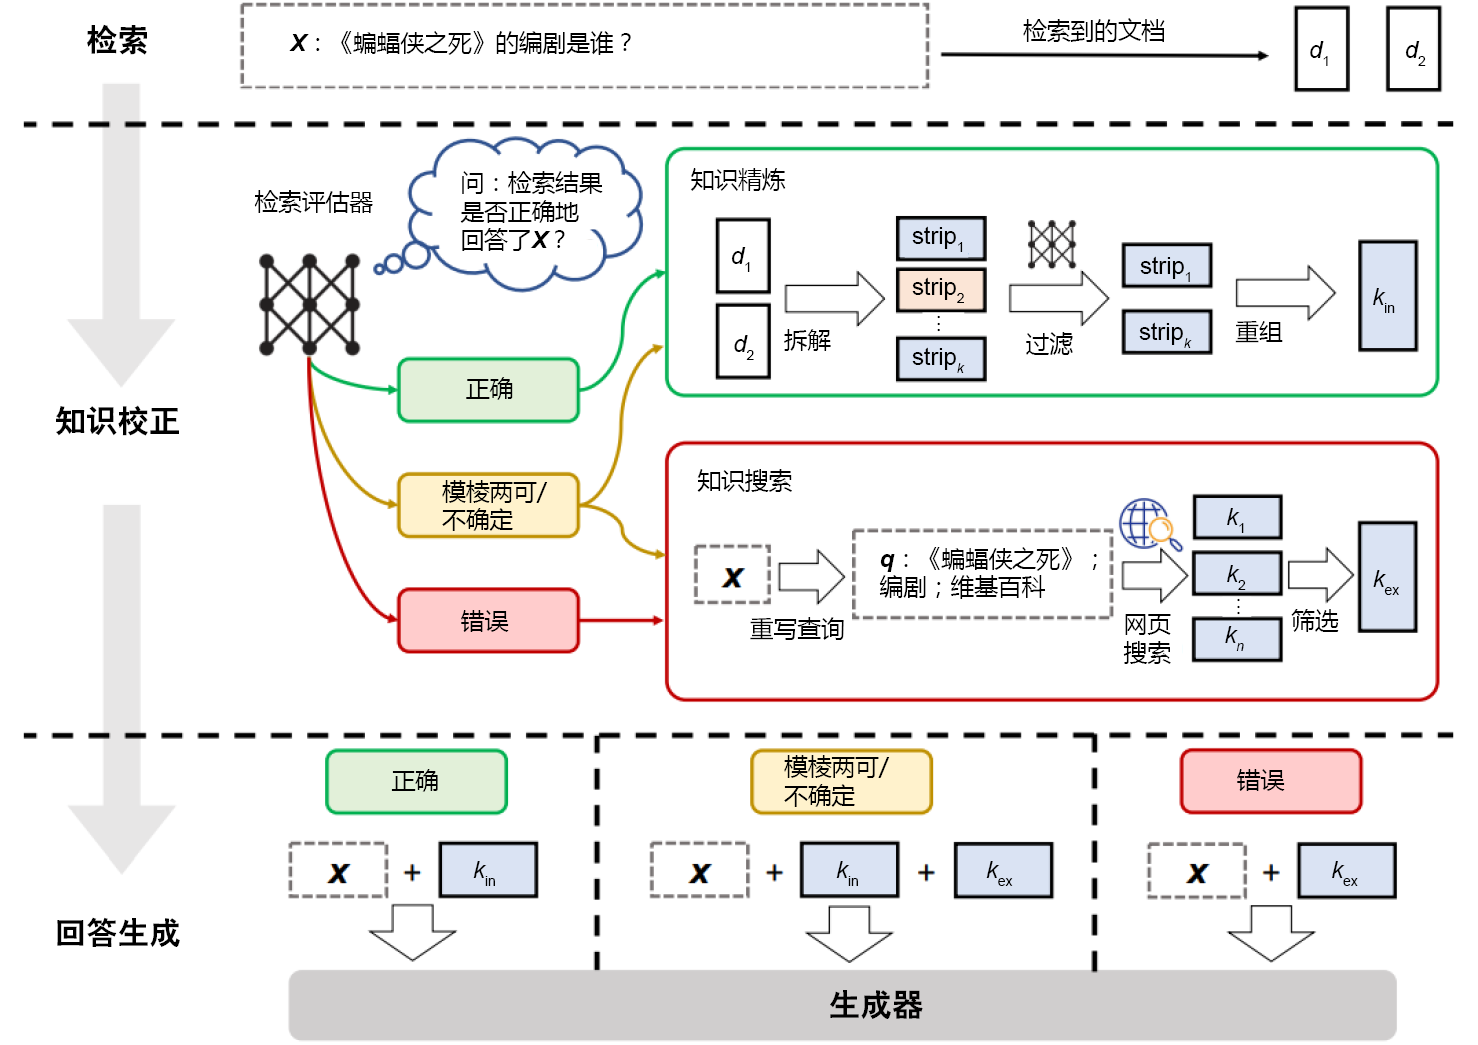 检索
X：《蝙蝠侠之死》的编剧是谁？
检索到的文档
d1
d2
检索评估器
问：检索结果
是否正确地
回答了X？
知识精炼
d1
d2
拆解
strip1
strip2
⋮
stripk
过滤
strip1
stripk
重组
kin
正确
知识校正
模棱两可/
不确定
错误
知识搜索
x
重写查询
q：《蝙蝠侠之死》；
编剧；维基百科
网页
搜索
k1
k2
⋮
kn
筛选
kex
正确
模棱两可/
不确定
错误
x + kin
x + kin + kex
x + kex
回答生成
生成器